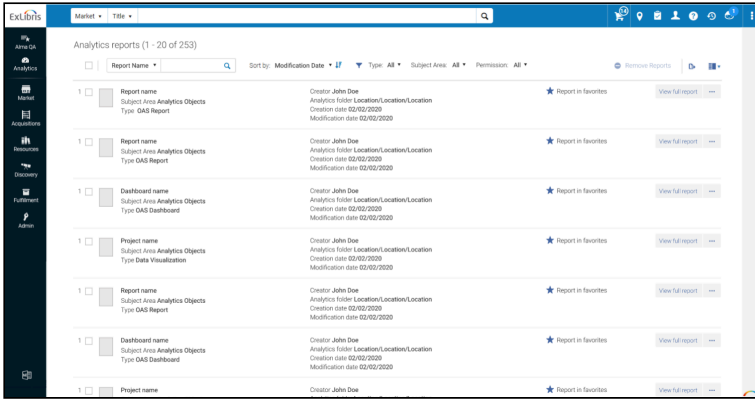 ExLibris
Market ▾ Title ▾
14
1
Alma QA
Analytics
Market
Acquisitions
Resources
Discovery
Fulfillment
Admin
Analytics reports (1 - 20 of 253)
Report Name ▾ Sort by: Modification Date ▾ Type: All ▾ Subject Area: All ▾ Permission: All ▾ Remove Reports
1 Report name Creator John Doe Report in favorites View full report ...
Subject Area Analytics Objects Analytics folder Location/Location/Location
Type OAS Report Creation date 02/02/2020
Modification date 02/02/2020
1 Report name Creator John Doe Report in favorites View full report ...
Subject Area Analytics Objects Analytics folder Location/Location/Location
Type OAS Report Creation date 02/02/2020
Modification date 02/02/2020
1 Dashboard name Creator John Doe Report in favorites View full report ...
Subject Area Analytics Objects Analytics folder Location/Location/Location
Type OAS Dashboard Creation date 02/02/2020
Modification date 02/02/2020
1 Project name Creator John Doe Report in favorites View full report ...
Subject Area Analytics Objects Analytics folder Location/Location/Location
Type Data Visualization Creation date 02/02/2020
Modification date 02/02/2020
1 Report name Creator John Doe Report in favorites View full report ...
Subject Area Analytics Objects Analytics folder Location/Location/Location
Type OAS Report Creation date 02/02/2020
Modification date 02/02/2020
1 Dashboard name Creator John Doe Report in favorites View full report ...
Subject Area Analytics Objects Analytics folder Location/Location/Location
Type OAS Dashboard Creation date 02/02/2020
Modification date 02/02/2020
1 Project name Creator John Doe Report in favorites View full report ...